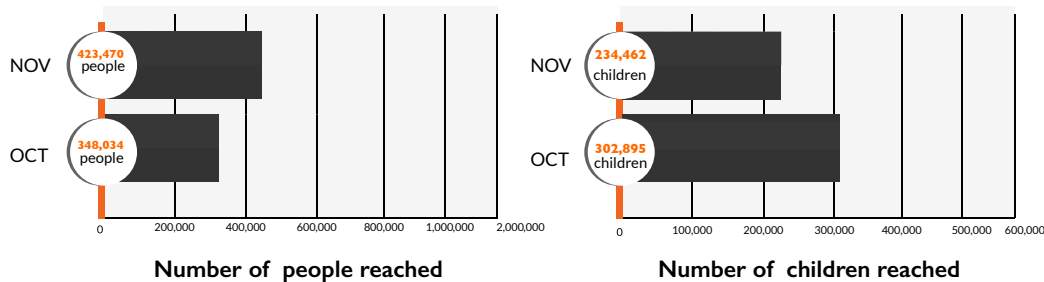 NOV
423,470
people
OCT
348,034
people
0 200,000 400,000 600,000 800,000 1,000,000 2,000,000
Number of people reached
NOV
234,462
children
OCT
302,895
children
0 100,000 200,000 300,000 400,000 500,000 600,000
Number of children reached